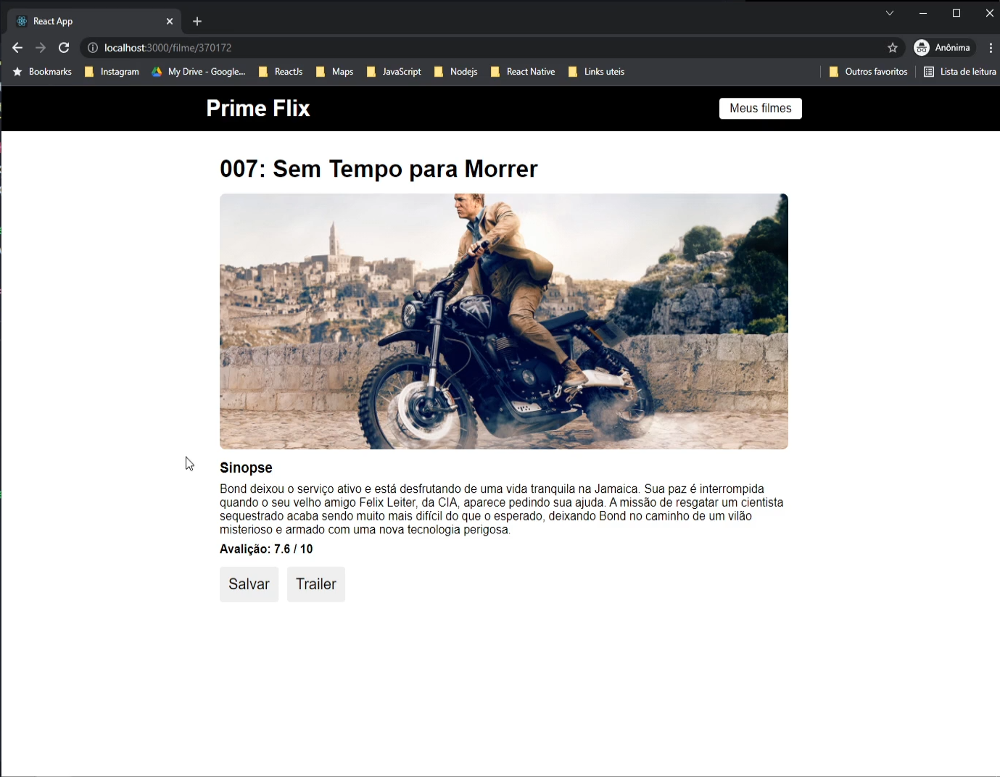 React App
localhost:3000/filme/370172
Anônima
Bookmarks Instagram My Drive - Google... ReactJs Maps JavaScript Nodejs React Native Links uteis Outros favoritos Lista de leitura
Prime Flix Meus filmes
007: Sem Tempo para Morrer
Sinopse
Bond deixou o serviço ativo e está desfrutando de uma vida tranquila na Jamaica. Sua paz é interrompida
quando o seu velho amigo Felix Leiter, da CIA, aparece pedindo sua ajuda. A missão de resgatar um cientista
sequestrado acaba sendo muito mais difícil do que o esperado, deixando Bond no caminho de um vilão
misterioso e armado com uma nova tecnologia perigosa.
Avalição: 7.6 / 10
Salvar Trailer